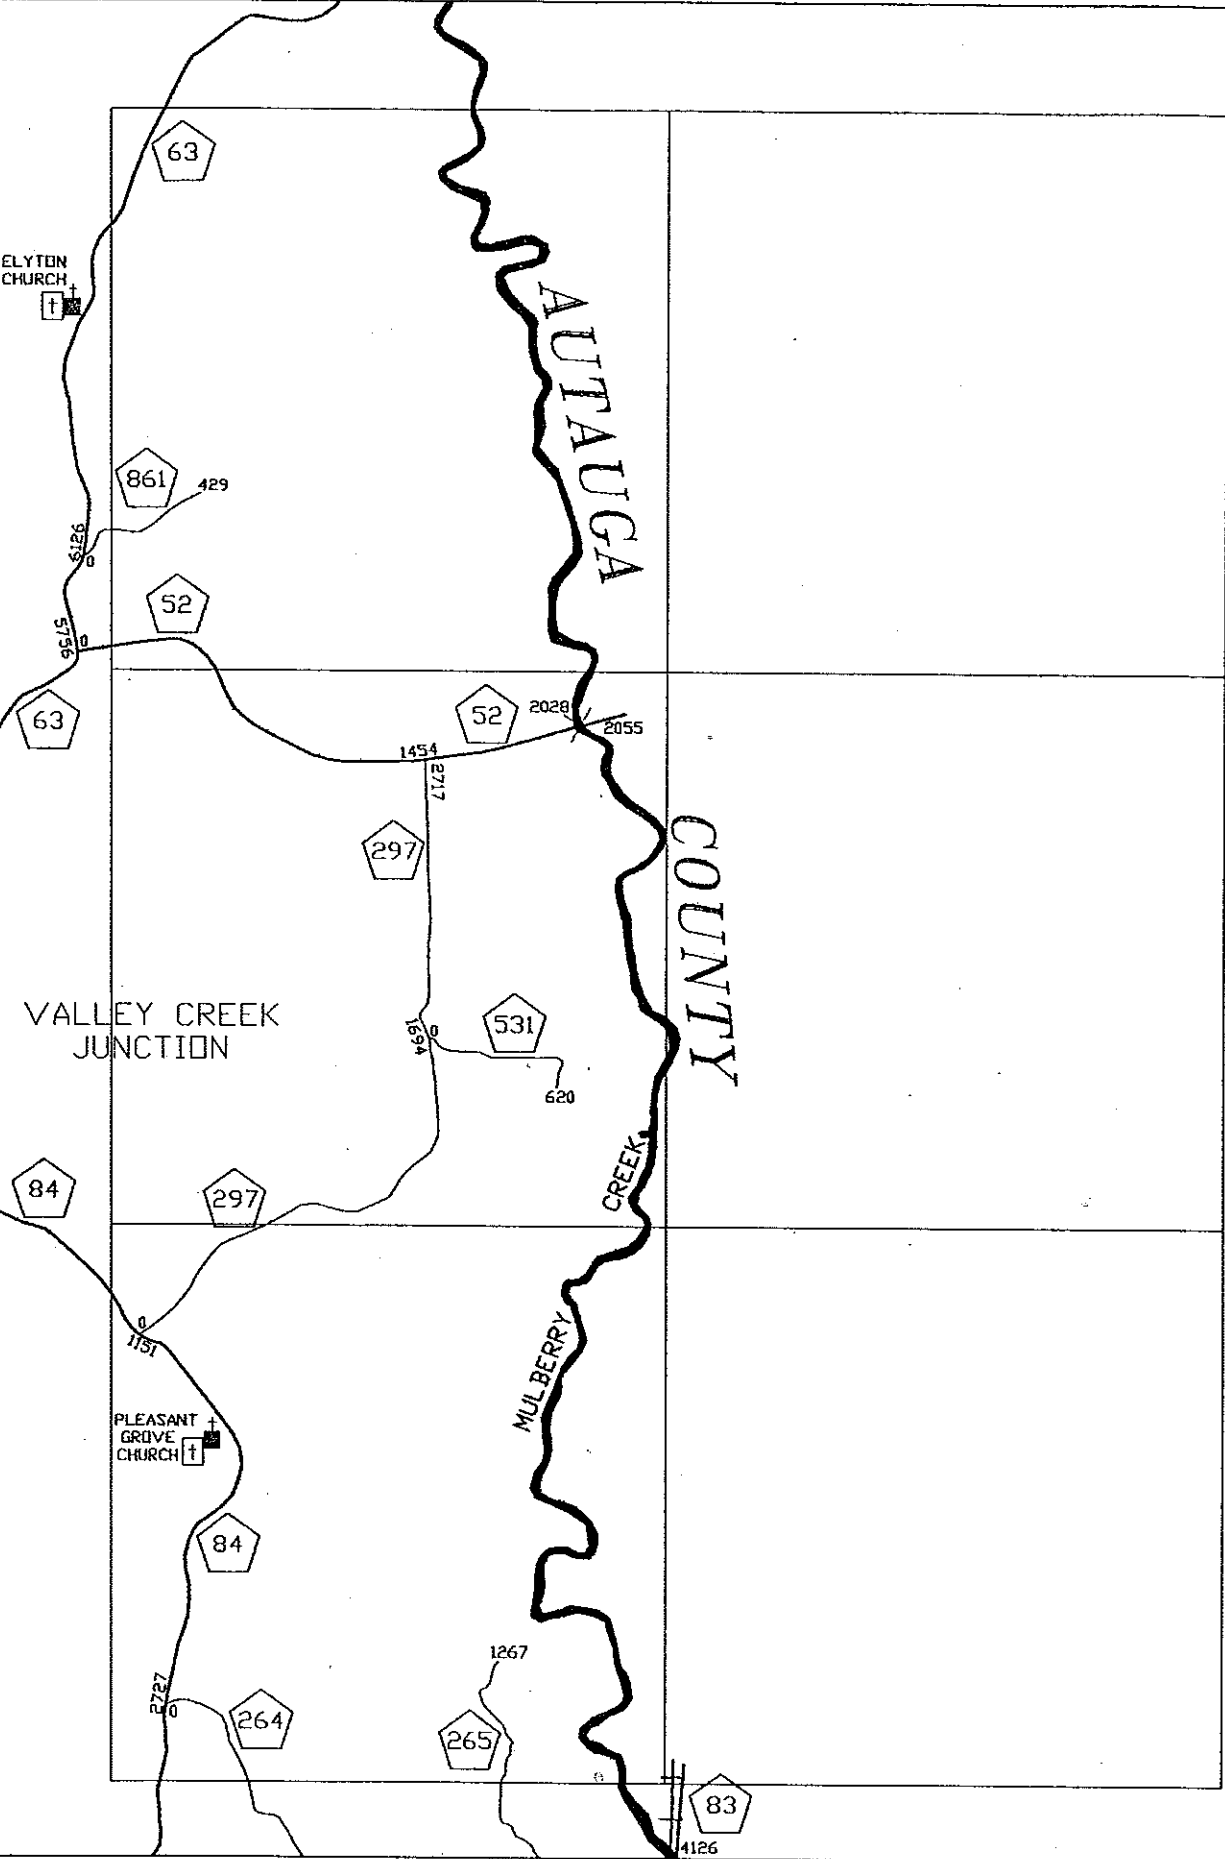 63
ELYTON
CHURCH
AUTAUGA
861
429
6126
0
52
0
5756
63
52
2028
2055
1454
2717
297
COUNTY
VALLEY CREEK
JUNCTION
531
0
1694
620
CREEK
84
297
0
1151
MULBERRY
PLEASANT
GROVE
CHURCH
84
1267
2727
0
264
265
83
4126